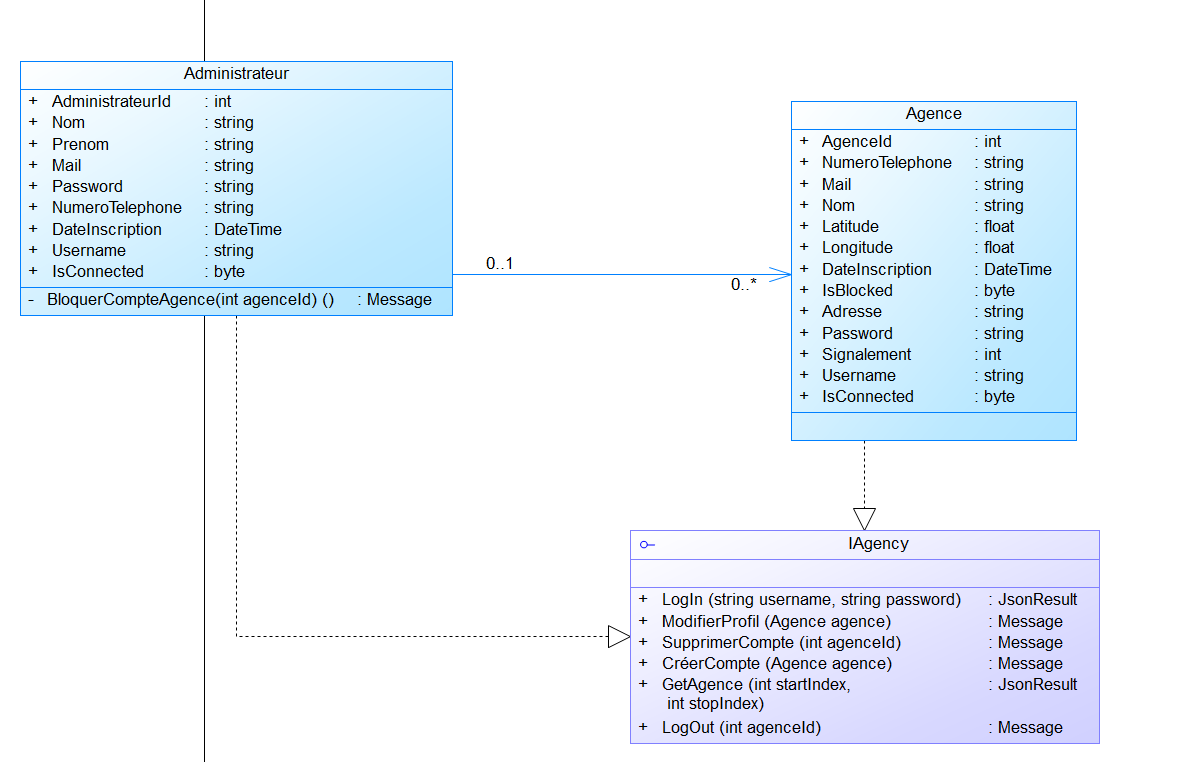 Administrateur
+ AdministrateurId : int
+ Nom : string
+ Prenom : string
+ Mail : string
+ Password : string
+ NumeroTelephone : string
+ DateInscription : DateTime
+ Username : string
+ IsConnected : byte
- BloquerCompteAgence(int agenceId) () : Message
0..1
0..*
Agence
+ AgenceId : int
+ NumeroTelephone : string
+ Mail : string
+ Nom : string
+ Latitude : float
+ Longitude : float
+ DateInscription : DateTime
+ IsBlocked : byte
+ Adresse : string
+ Password : string
+ Signalement : int
+ Username : string
+ IsConnected : byte
IAgency
+ LogIn (string username, string password) : JsonResult
+ ModifierProfil (Agence agence) : Message
+ SupprimerCompte (int agenceId) : Message
+ CréerCompte (Agence agence) : Message
+ GetAgence (int startIndex, : JsonResult
int stopIndex)
+ LogOut (int agenceId) : Message